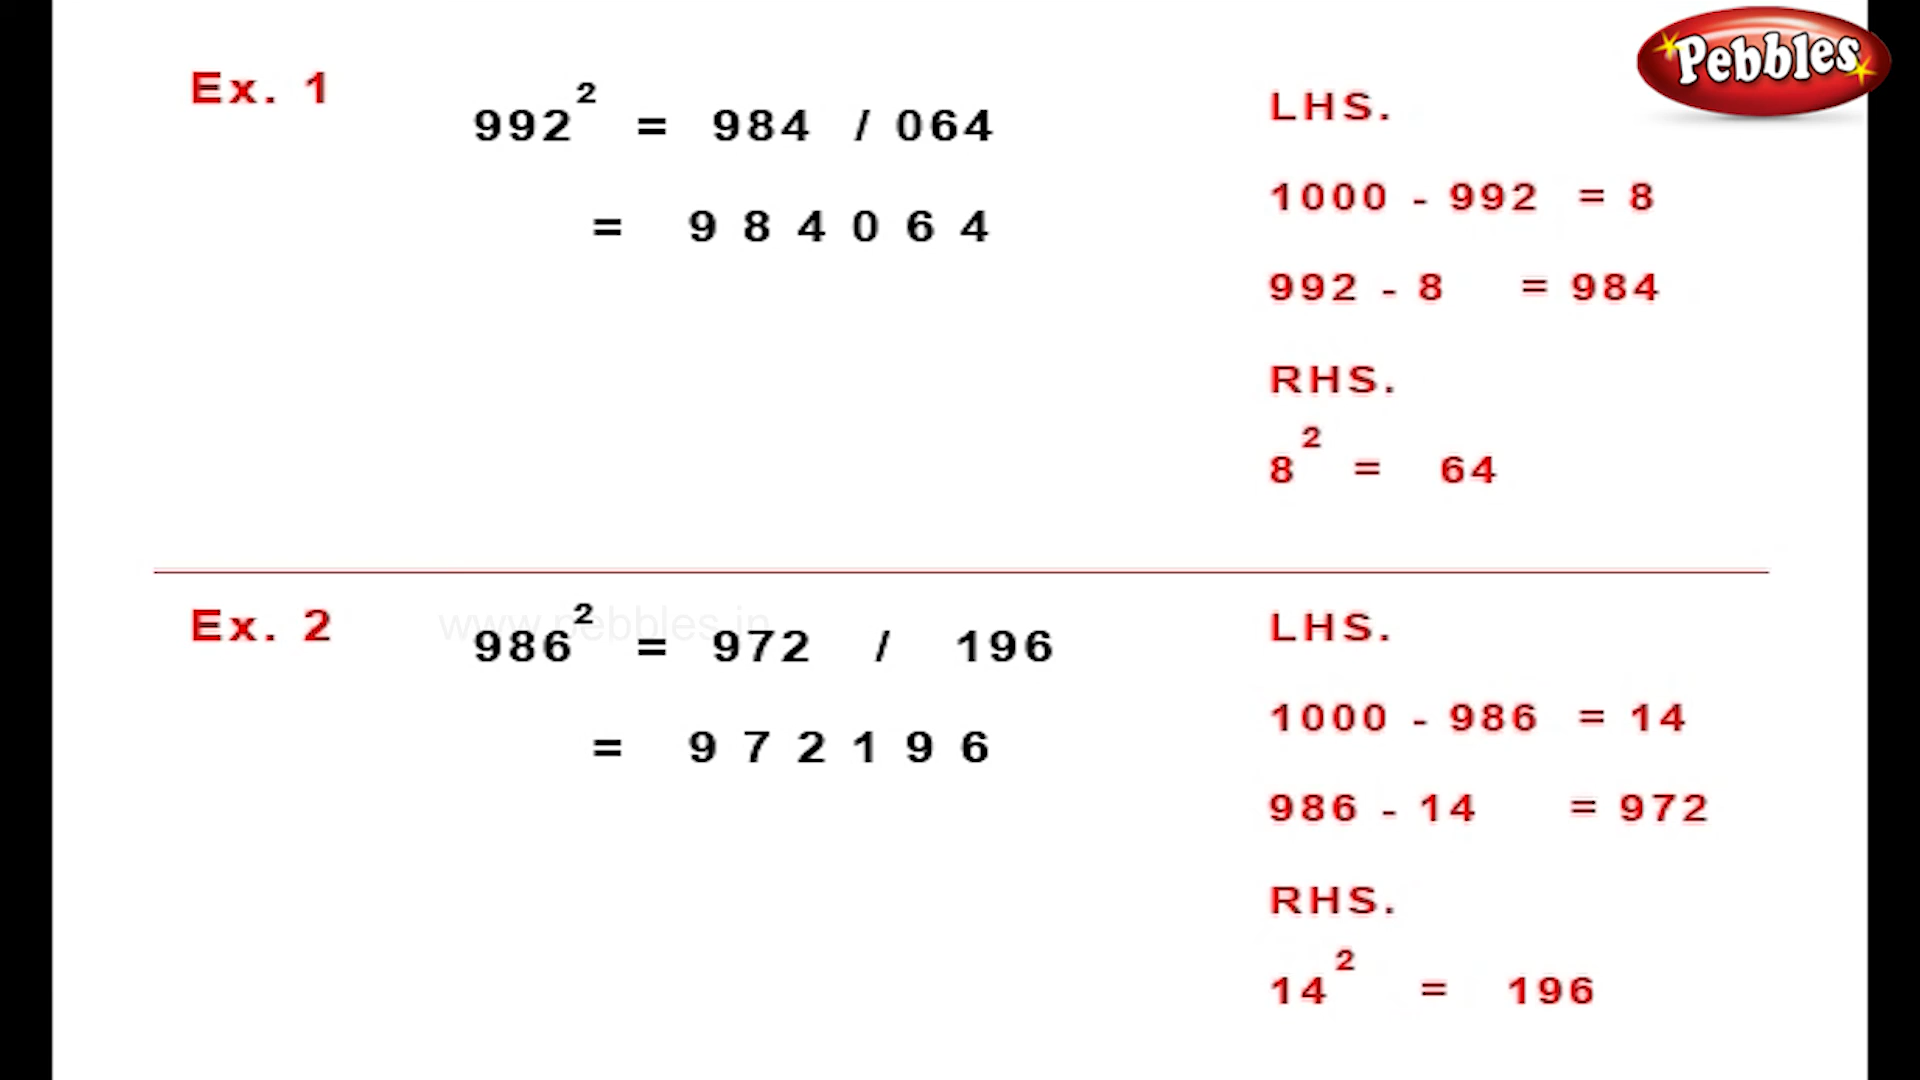 Pebbles
Ex. 1
992² = 984 / 064
= 9 8 4 0 6 4
LHS.
1000 - 992 = 8
992 - 8 = 984
RHS.
8² = 64
Ex. 2
www.pebbles.in
986² = 972 / 196
= 9 7 2 1 9 6
LHS.
1000 - 986 = 14
986 - 14 = 972
RHS.
14² = 196